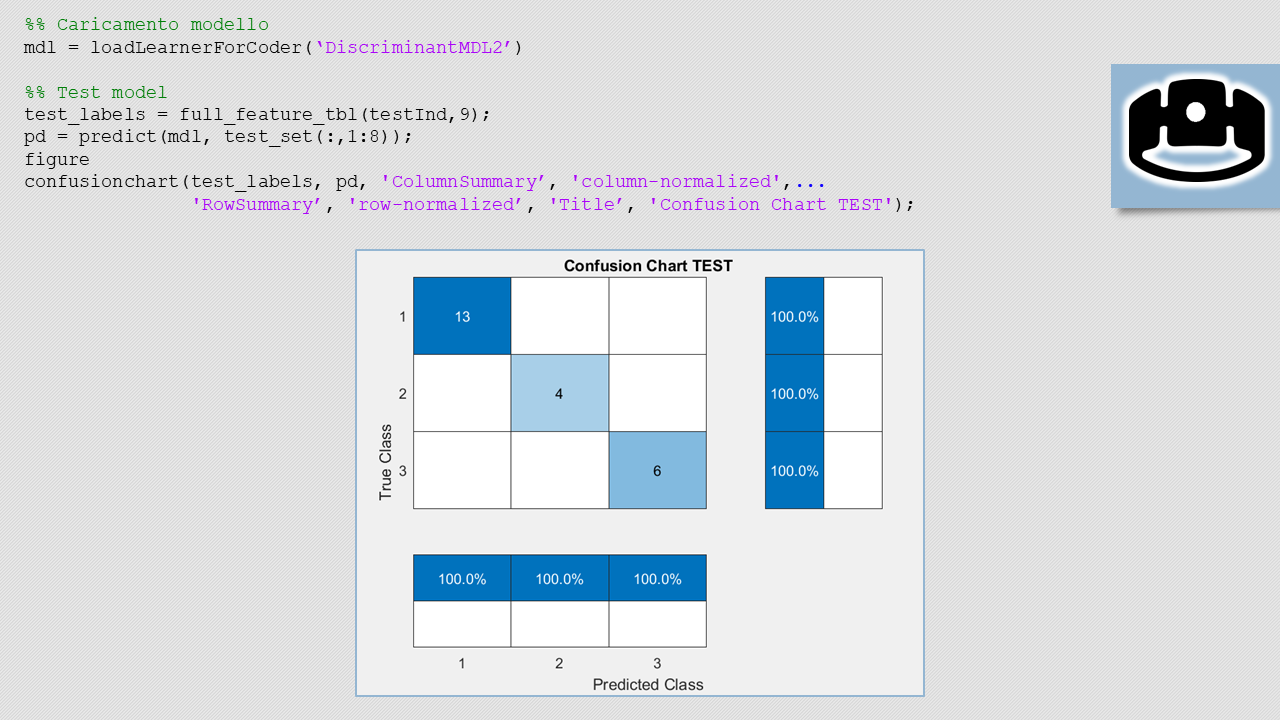 %% Caricamento modello
mdl = loadLearnerForCoder(‘DiscriminantMDL2’)
%% Test model
test_labels = full_feature_tbl(testInd,9);
pd = predict(mdl, test_set(:,1:8));
figure
confusionchart(test_labels, pd, 'ColumnSummary’, 'column-normalized',...
'RowSummary’, 'row-normalized’, 'Title’, 'Confusion Chart TEST');
Confusion Chart TEST
1 13 100.0%
2 4 100.0%
3 6 100.0%
True Class
100.0% 100.0% 100.0%
1 2 3
Predicted Class